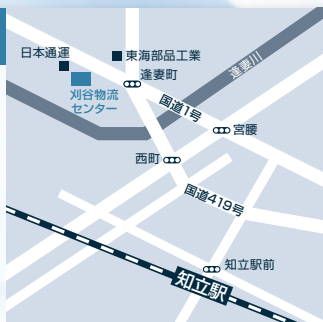 日本通運
東海部品工業
逢妻町
逢妻川
刈谷物流
センター
国道1号
宮腰
西町
国道419号
知立駅前
知立駅